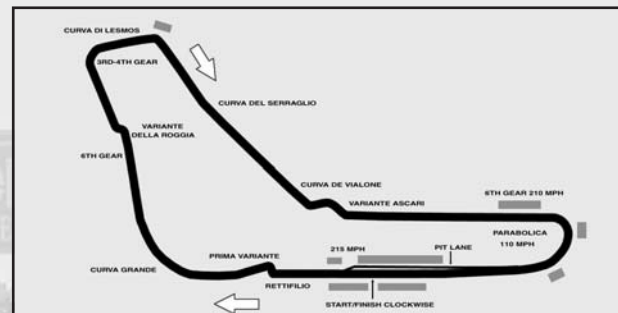 CURVA DI LESMOS
3RD-4TH GEAR
CURVA DEL SERRAGLIO
VARIANTE
DELLA ROGGIA
6TH GEAR
CURVA DE VIALONE
6TH GEAR 210 MPH
VARIANTE ASCARI
PARABOLICA
110 MPH
PRIMA VARIANTE
215 MPH
PIT LANE
CURVA GRANDE
RETTIFILIO
START/FINISH CLOCKWISE